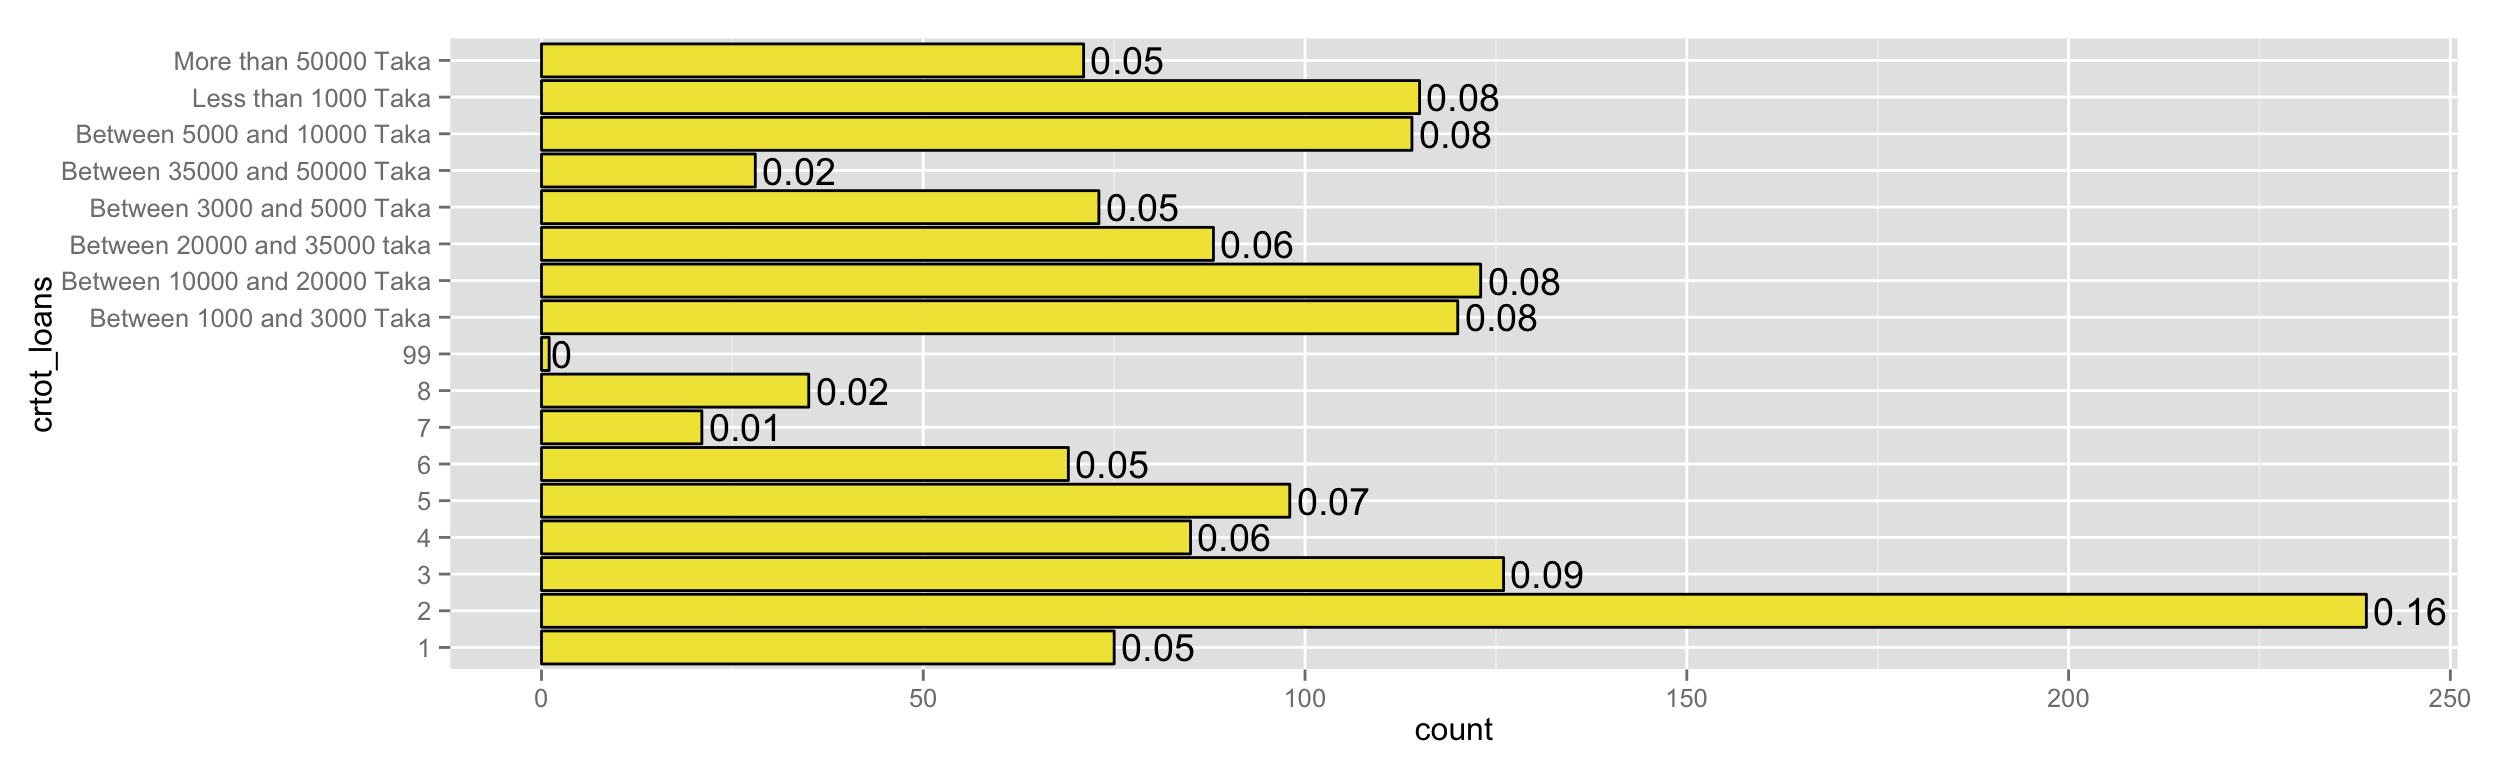 More than 50000 Taka 0.05
Less than 1000 Taka 0.08
Between 5000 and 10000 Taka 0.08
Between 35000 and 50000 Taka 0.02
Between 3000 and 5000 Taka 0.05
Between 20000 and 35000 taka 0.06
Between 10000 and 20000 Taka 0.08
Between 1000 and 3000 Taka 0.08
99 0
8 0.02
7 0.01
6 0.05
5 0.07
4 0.06
3 0.09
2 0.16
1 0.05
crtot_loans
0 50 100 150 200 250
count